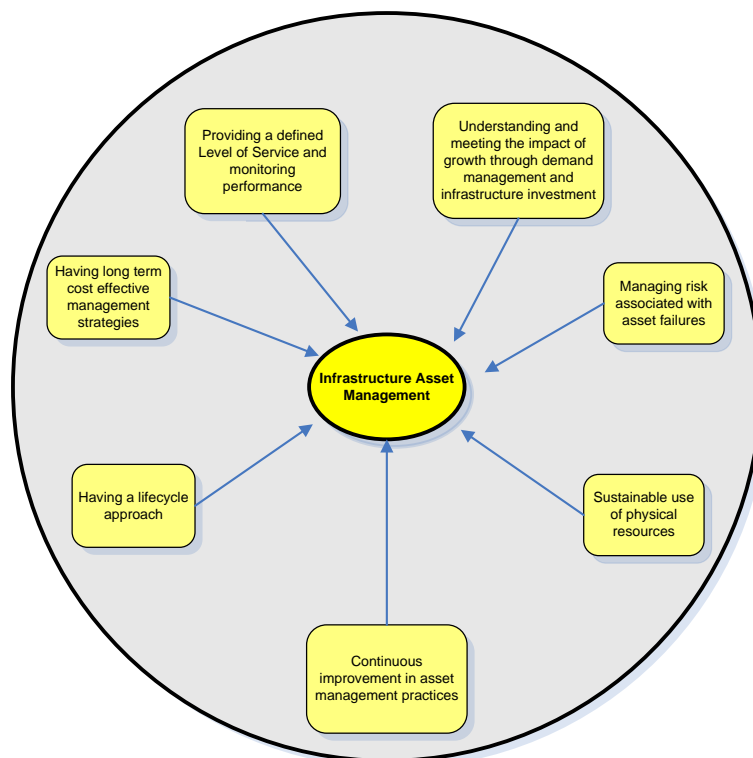 Providing a defined
Level of Service and
monitoring
performance
Understanding and
meeting the impact of
growth through demand
management and
infrastructure investment
Having long term
cost effective
management
strategies
Managing risk
associated with
asset failures
Infrastructure Asset
Management
Having a lifecycle
approach
Sustainable use
of physical
resources
Continuous
improvement in asset
management practices